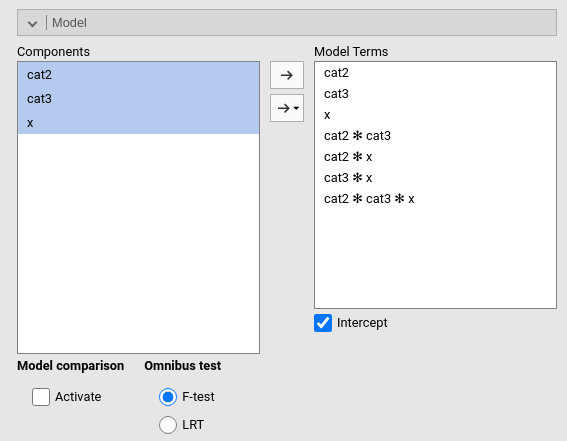 Model
Components
Model Terms
cat2
cat3
x
cat2
cat3
x
cat2 ✻ cat3
cat2 ✻ x
cat3 ✻ x
cat2 ✻ cat3 ✻ x
Intercept
Model comparison
Omnibus test
Activate
F-test
LRT